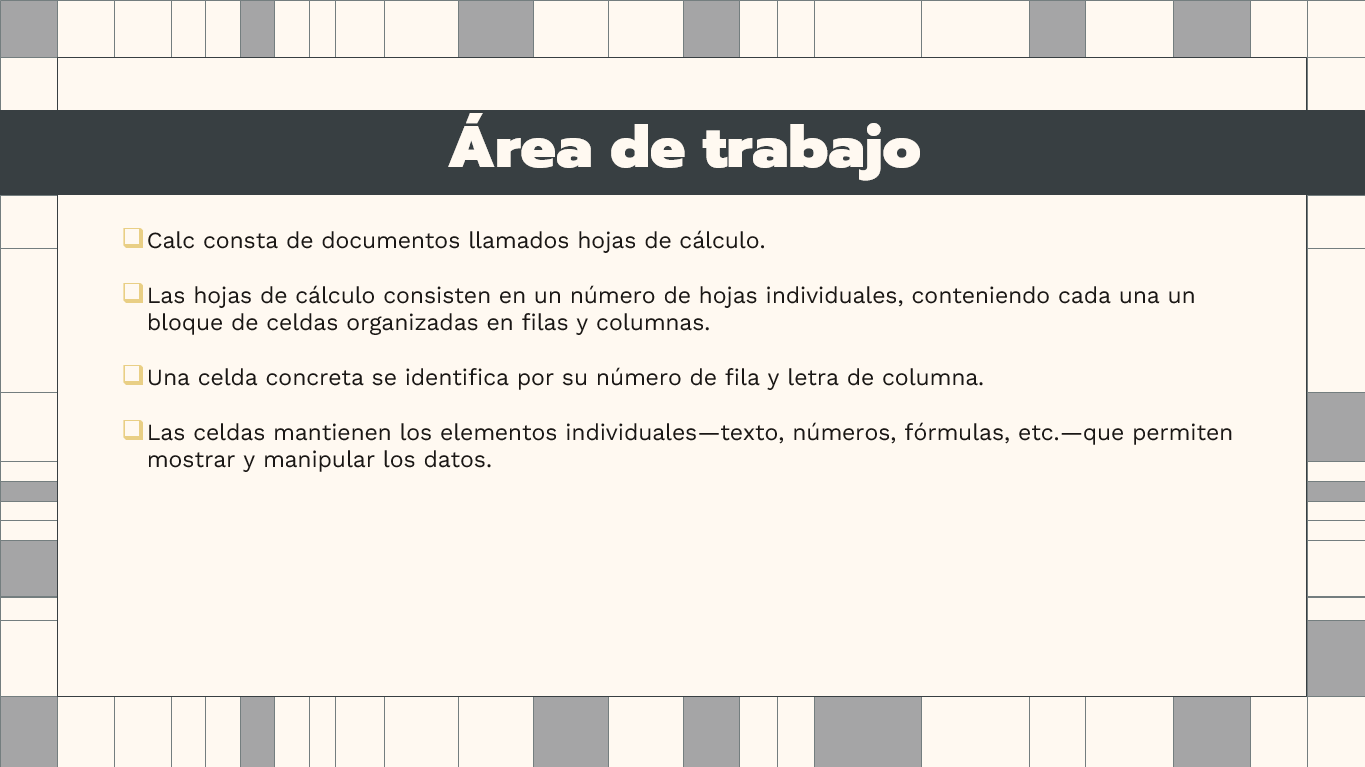 Área de trabajo
❑Calc consta de documentos llamados hojas de cálculo.
❑Las hojas de cálculo consisten en un número de hojas individuales, conteniendo cada una un
bloque de celdas organizadas en filas y columnas.
❑Una celda concreta se identifica por su número de fila y letra de columna.
❑Las celdas mantienen los elementos individuales—texto, números, fórmulas, etc.—que permiten
mostrar y manipular los datos.